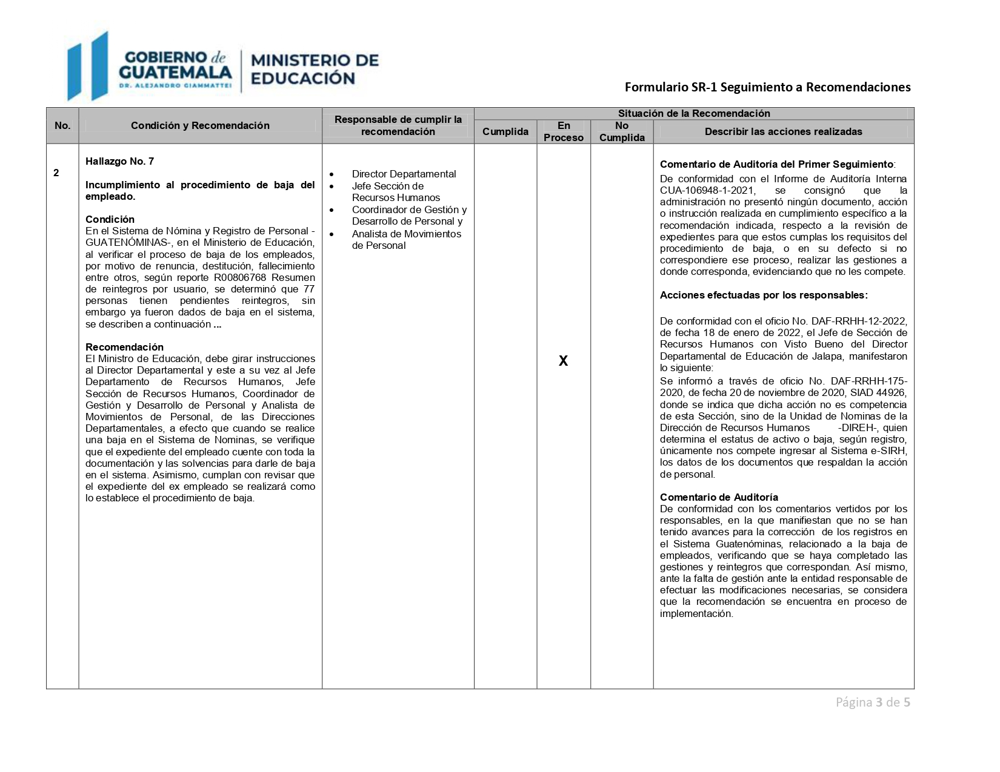 GOBIERNO de
GUATEMALA
DR. ALEJANDRO GIAMMATTEI
MINISTERIO DE
EDUCACIÓN
Formulario SR-1 Seguimiento a Recomendaciones
No.
Condición y Recomendación
Responsable de cumplir la
recomendación
Situación de la Recomendación
Cumplida
En
Proceso
No
Cumplida
Describir las acciones realizadas
2
Hallazgo No. 7
Incumplimiento al procedimiento de baja del
empleado.
Condición
En el Sistema de Nómina y Registro de Personal -
GUATENÓMINAS-, en el Ministerio de Educación,
al verificar el proceso de baja de los empleados,
por motivo de renuncia, destitución, fallecimiento
entre otros, según reporte R00806768 Resumen
de reintegros por usuario, se determinó que 77
personas tienen pendientes reintegros, sin
embargo ya fueron dados de baja en el sistema,
se describen a continuación ...
Recomendación
El Ministro de Educación, debe girar instrucciones
al Director Departamental y este a su vez al Jefe
Departamento de Recursos Humanos, Jefe
Sección de Recursos Humanos, Coordinador de
Gestión y Desarrollo de Personal y Analista de
Movimientos de Personal, de las Direcciones
Departamentales, a efecto que cuando se realice
una baja en el Sistema de Nominas, se verifique
que el expediente del empleado cuente con toda la
documentación y las solvencias para darle de baja
en el sistema. Asimismo, cumplan con revisar que
el expediente del ex empleado se realizará como
lo establece el procedimiento de baja.
• Director Departamental
• Jefe Sección de
Recursos Humanos
• Coordinador de Gestión y
Desarrollo de Personal y
• Analista de Movimientos
de Personal
X
Comentario de Auditoría del Primer Seguimiento:
De conformidad con el Informe de Auditoría Interna
CUA-106948-1-2021, se consignó que la
administración no presentó ningún documento, acción
o instrucción realizada en cumplimiento específico a la
recomendación indicada, respecto a la revisión de
expedientes para que estos cumplas los requisitos del
procedimiento de baja, o en su defecto si no
correspondiere ese proceso, realizar las gestiones a
donde corresponda, evidenciando que no les compete.
Acciones efectuadas por los responsables:
De conformidad con el oficio No. DAF-RRHH-12-2022,
de fecha 18 de enero de 2022, el Jefe de Sección de
Recursos Humanos con Visto Bueno del Director
Departamental de Educación de Jalapa, manifestaron
lo siguiente:
Se informó a través de oficio No. DAF-RRHH-175-
2020, de fecha 20 de noviembre de 2020, SIAD 44926,
donde se indica que dicha acción no es competencia
de esta Sección, sino de la Unidad de Nominas de la
Dirección de Recursos Humanos -DIREH-, quien
determina el estatus de activo o baja, según registro,
únicamente nos compete ingresar al Sistema e-SIRH,
los datos de los documentos que respaldan la acción
de personal.
Comentario de Auditoría
De conformidad con los comentarios vertidos por los
responsables, en la que manifiestan que no se han
tenido avances para la corrección de los registros en
el Sistema Guatenóminas, relacionado a la baja de
empleados, verificando que se haya completado las
gestiones y reintegros que correspondan. Así mismo,
ante la falta de gestión ante la entidad responsable de
efectuar las modificaciones necesarias, se considera
que la recomendación se encuentra en proceso de
implementación.
Página 3 de 5